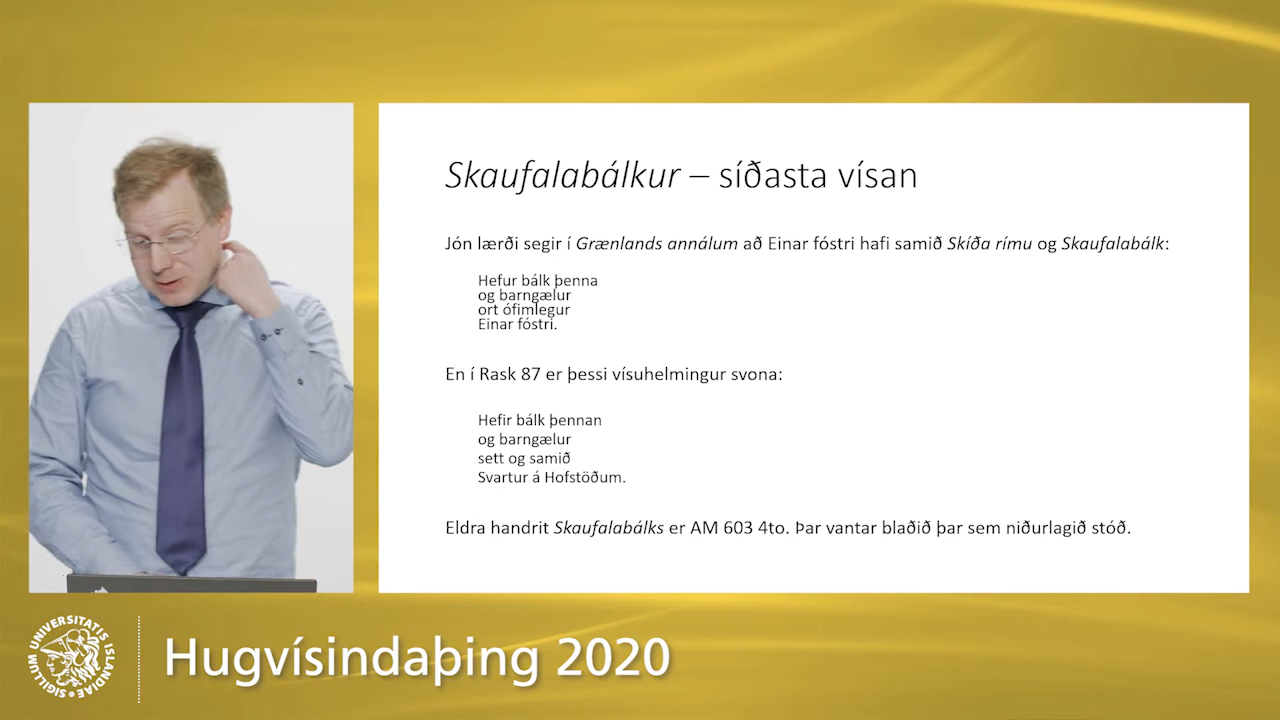 Skaufalabálkur – síðasta vísan
Jón lærði segir í Grænlands annálum að Einar fóstri hafi samið Skíða rímu og Skaufalabálk:
Hefur bálk þenna
og barngælur
ort ófimlegur
Einar fóstri.
En í Rask 87 er þessi vísuhelmingur svona:
Hefir bálk þennan
og barngælur
sett og samið
Svartur á Hofstöðum.
Eldra handrit Skaufalabálks er AM 603 4to. Þar vantar blaðið þar sem niðurlagið stóð.
SIGILLUM UNIVERSITATIS ISLANDIAE
Hugvísindaþing 2020